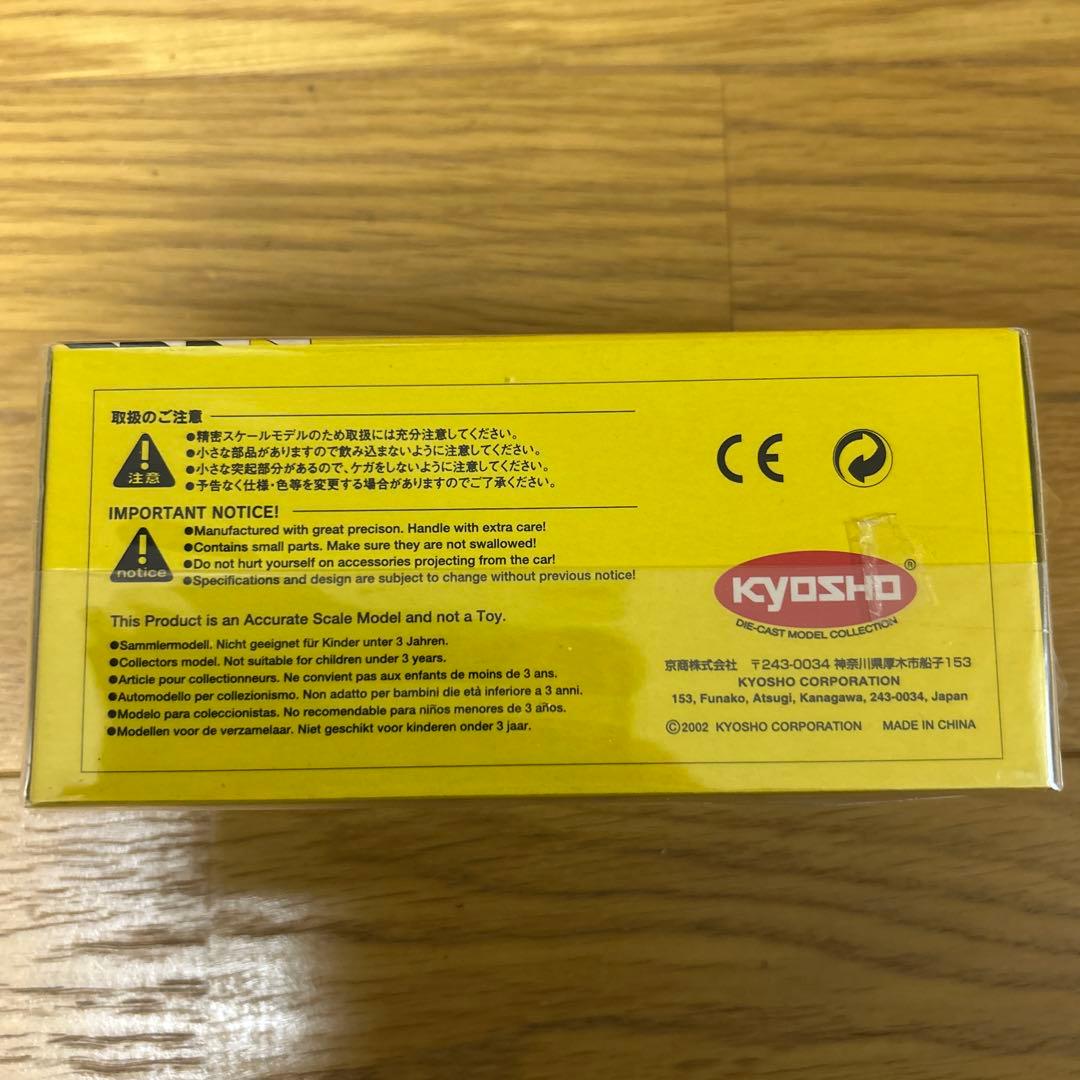 取扱のご注意
●精密スケールモデルのため取扱には充分注意してください。
●小さな部品がありますので飲み込まないように注意してください。
●小さな突起部分があるので、ケガをしないように注意してください。
●予告なく仕様・色等を変更する場合がありますのでご了承ください。
注意
IMPORTANT NOTICE!
●Manufactured with great precison. Handle with extra care!
●Contains small parts. Make sure they are not swallowed!
●Do not hurt yourself on accessories projecting from the car!
●Specifications and design are subject to change without previous notice!
notice
This Product is an Accurate Scale Model and not a Toy.
●Sammlermodell. Nicht geeignet für Kinder unter 3 Jahren.
●Collectors model. Not suitable for children under 3 years.
●Article pour collectionneurs. Ne convient pas aux enfants de moins de 3 ans.
●Automodello per collezionismo. Non adatto per bambini die età inferiore a 3 anni.
●Modelo para coleccionistas. No recomendable para niños menores de 3 años.
●Modellen voor de verzamelaar. Niet geschikt voor kinderen onder 3 jaar.
CE
KYOSHO®
DIE-CAST MODEL COLLECTION
京商株式会社 〒243-0034 神奈川県厚木市船子153
KYOSHO CORPORATION
153, Funako, Atsugi, Kanagawa, 243-0034, Japan
©2002 KYOSHO CORPORATION MADE IN CHINA